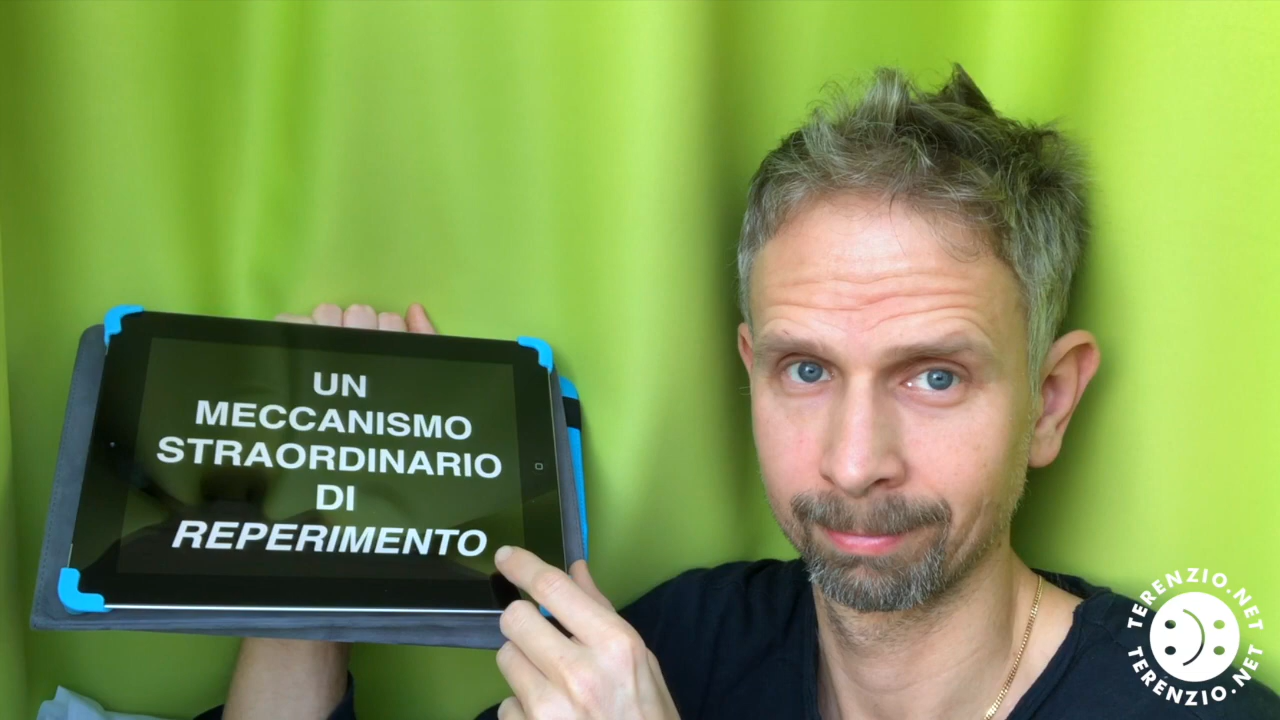 UN
MECCANISMO
STRAORDINARIO
DI
REPERIMENTO
TERENZIO.NET
TERENZIO.NET